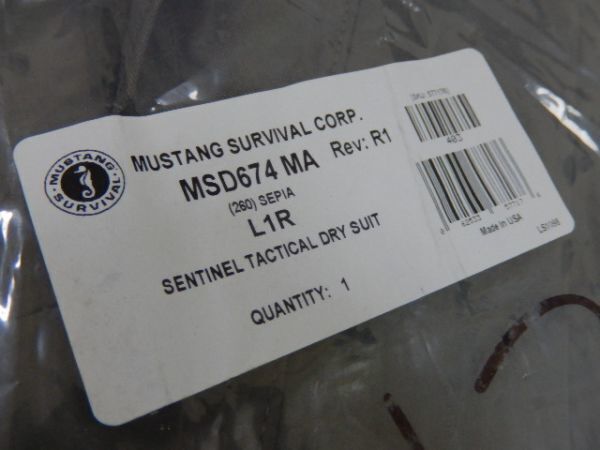 MUSTANG SURVIVAL
MUSTANG SURVIVAL CORP.
MSD674 MA Rev: R1
(260) SEPIA
L1R
SENTINEL TACTICAL DRY SUIT
QUANTITY: 1
403
Made in USA